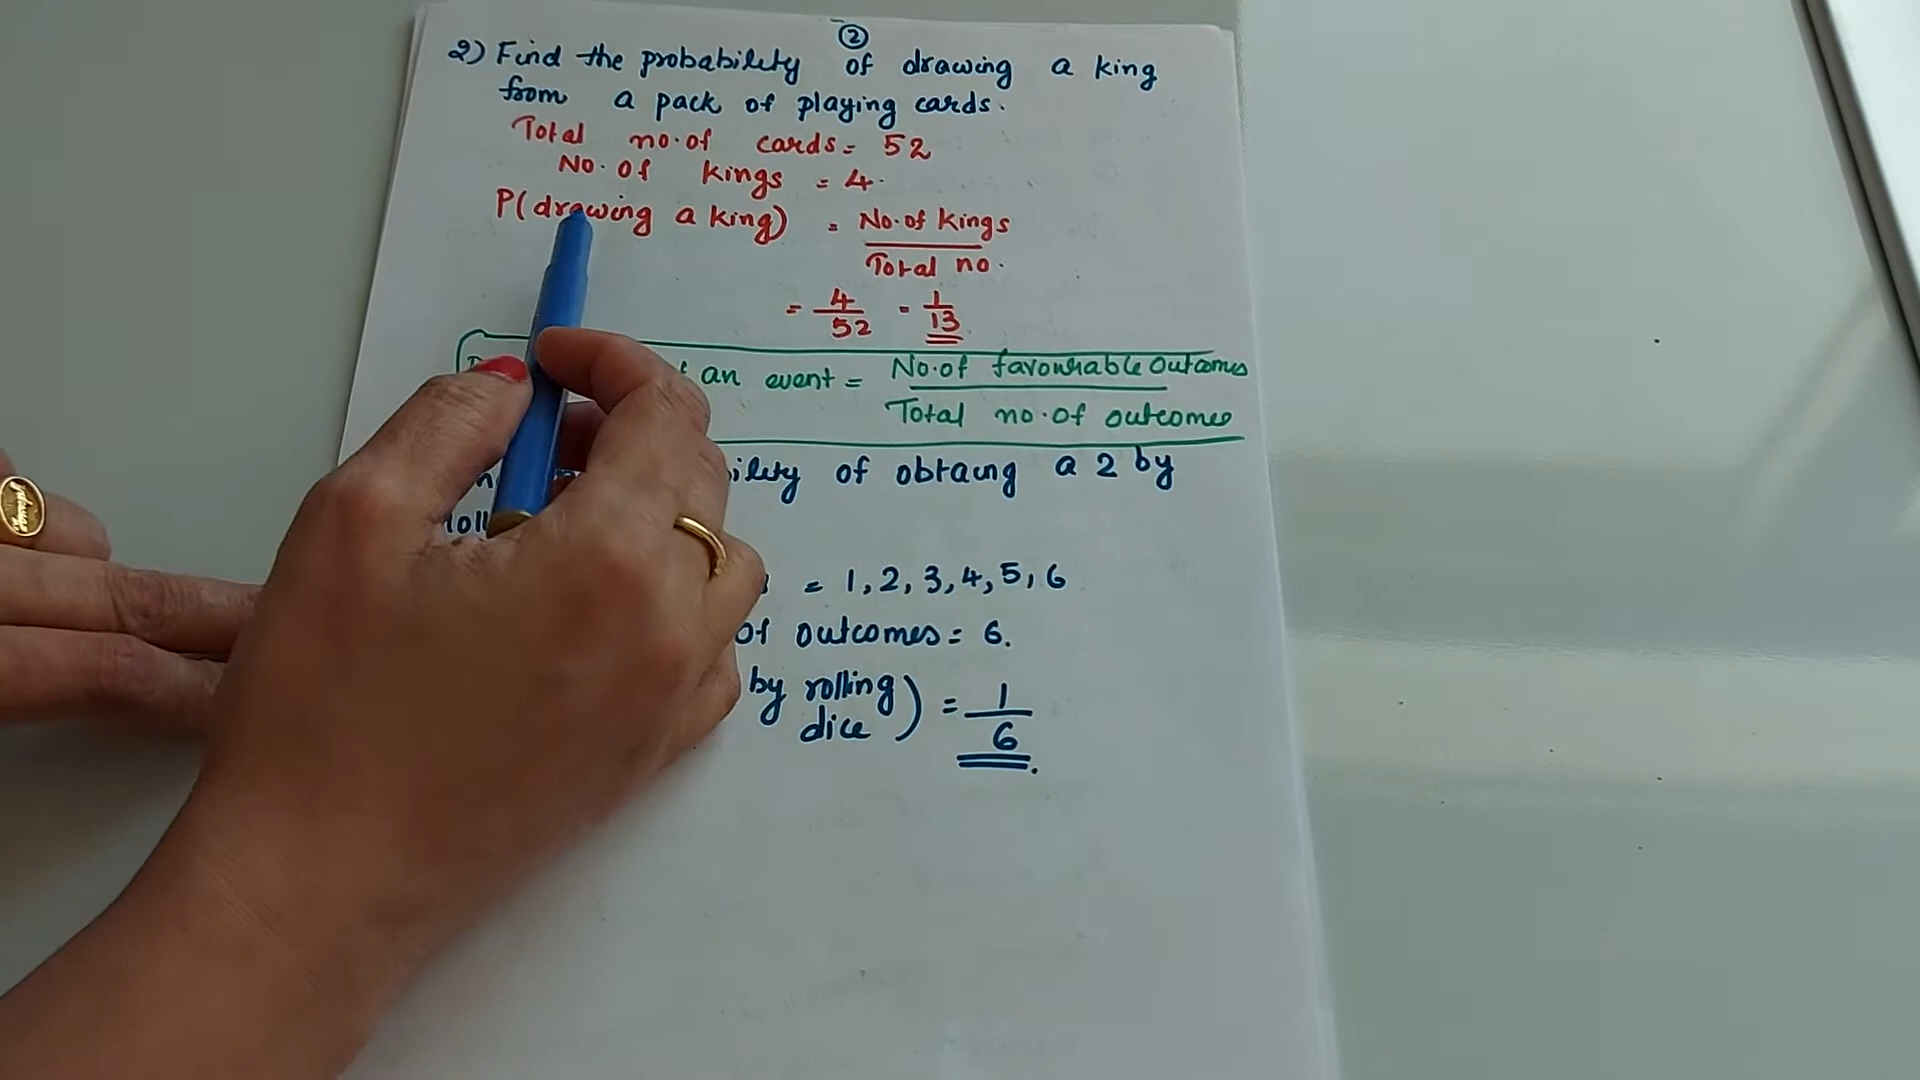 ②
2) Find the probability of drawing a king
from a pack of playing cards.
Total no. of cards = 52
No. of kings = 4.
P(drawing a king) = No. of kings
Total no.
= 4/52 = 1/13
an event = No. of favourable outcomes
Total no. of outcomes
of obtaing a 2 by
= 1, 2, 3, 4, 5, 6
of outcomes = 6.
by rolling
dice) = 1/6.